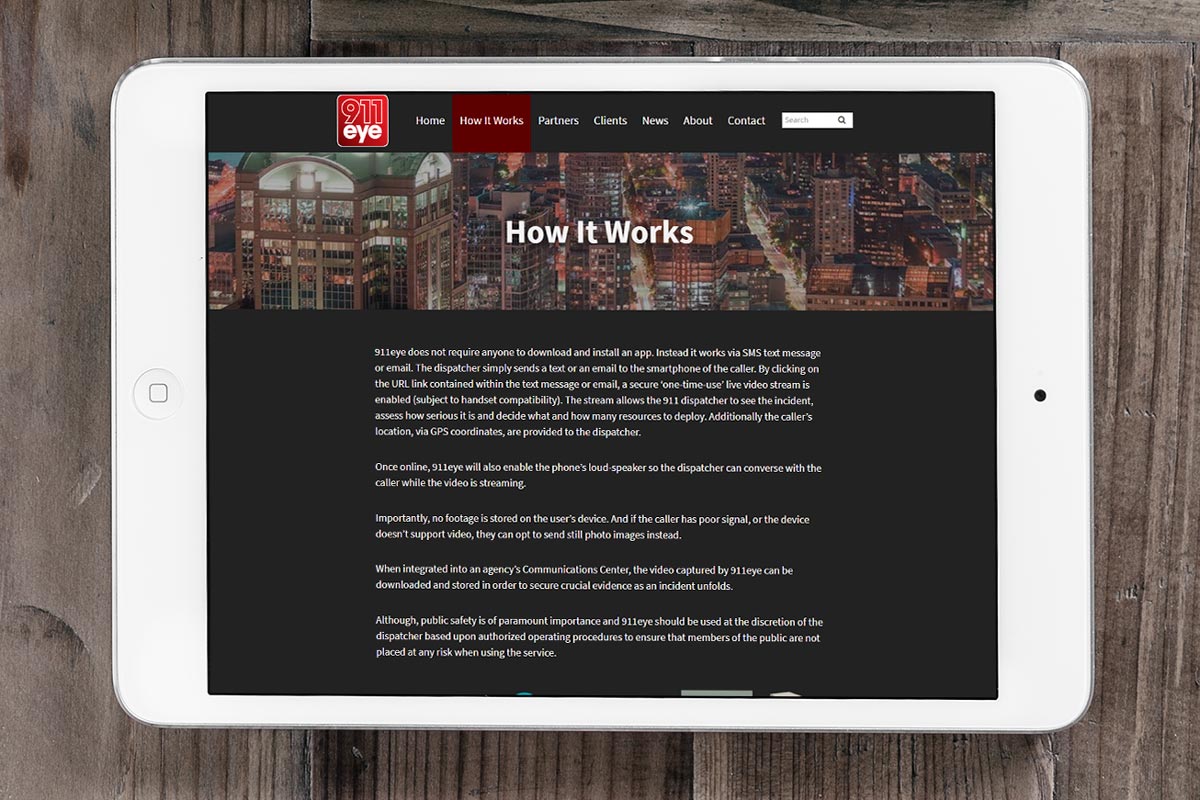 911
eye
Home How It Works Partners Clients News About Contact Search
How It Works
911eye does not require anyone to download and install an app. Instead it works via SMS text message
or email. The dispatcher simply sends a text or an email to the smartphone of the caller. By clicking on
the URL link contained within the text message or email, a secure ‘one-time-use’ live video stream is
enabled (subject to handset compatibility). The stream allows the 911 dispatcher to see the incident,
assess how serious it is and decide what and how many resources to deploy. Additionally the caller’s
location, via GPS coordinates, are provided to the dispatcher.
Once online, 911eye will also enable the phone’s loud-speaker so the dispatcher can converse with the
caller while the video is streaming.
Importantly, no footage is stored on the user’s device. And if the caller has poor signal, or the device
doesn’t support video, they can opt to send still photo images instead.
When integrated into an agency’s Communications Center, the video captured by 911eye can be
downloaded and stored in order to secure crucial evidence as an incident unfolds.
Although, public safety is of paramount importance and 911eye should be used at the discretion of the
dispatcher based upon authorized operating procedures to ensure that members of the public are not
placed at any risk when using the service.